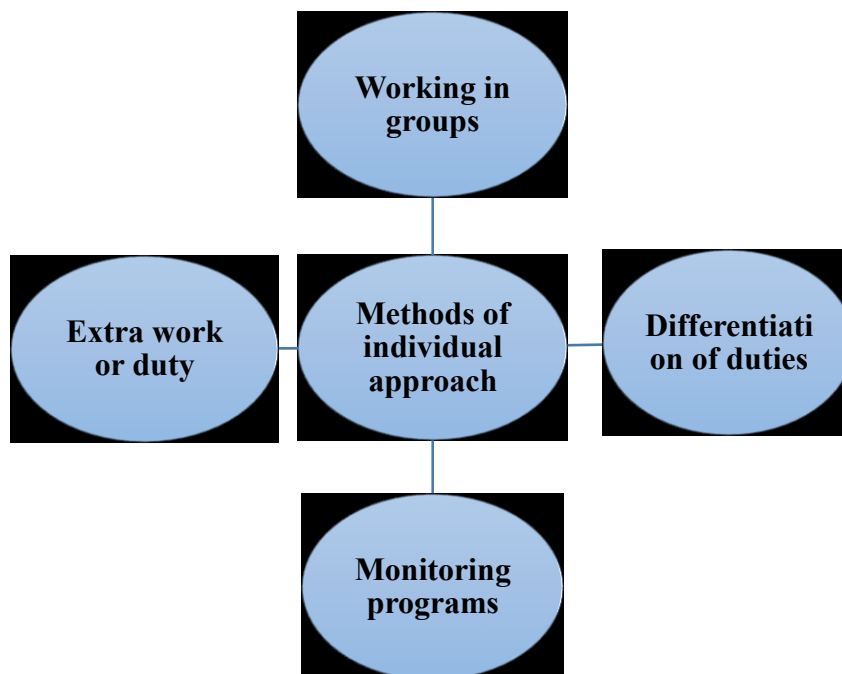 Working in
groups
Extra work
or duty
Methods of
individual
approach
Differentiati
on of duties
Monitoring
programs